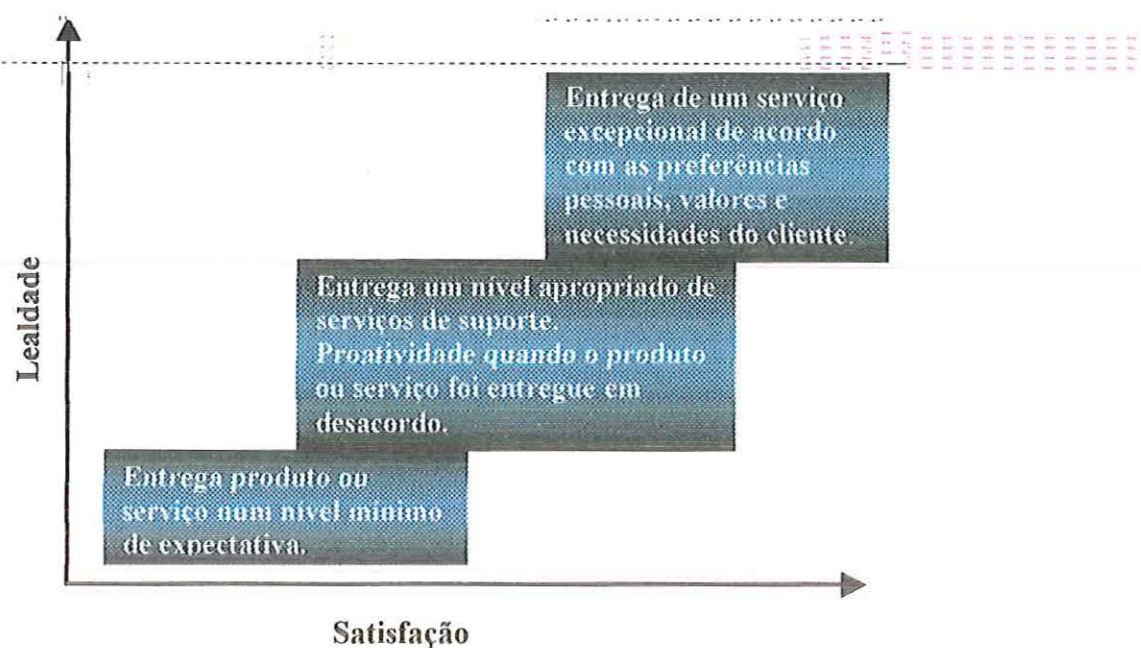 Entrega de um serviço
excepcional de acordo
com as preferências
pessoais, valores e
necessidades do cliente.
Lealdade
Entrega um nível apropriado de
serviços de suporte.
Proatividade quando o produto
ou serviço foi entregue em
desacordo.
Entrega produto ou
serviço num nível mínimo
de expectativa.
Satisfação